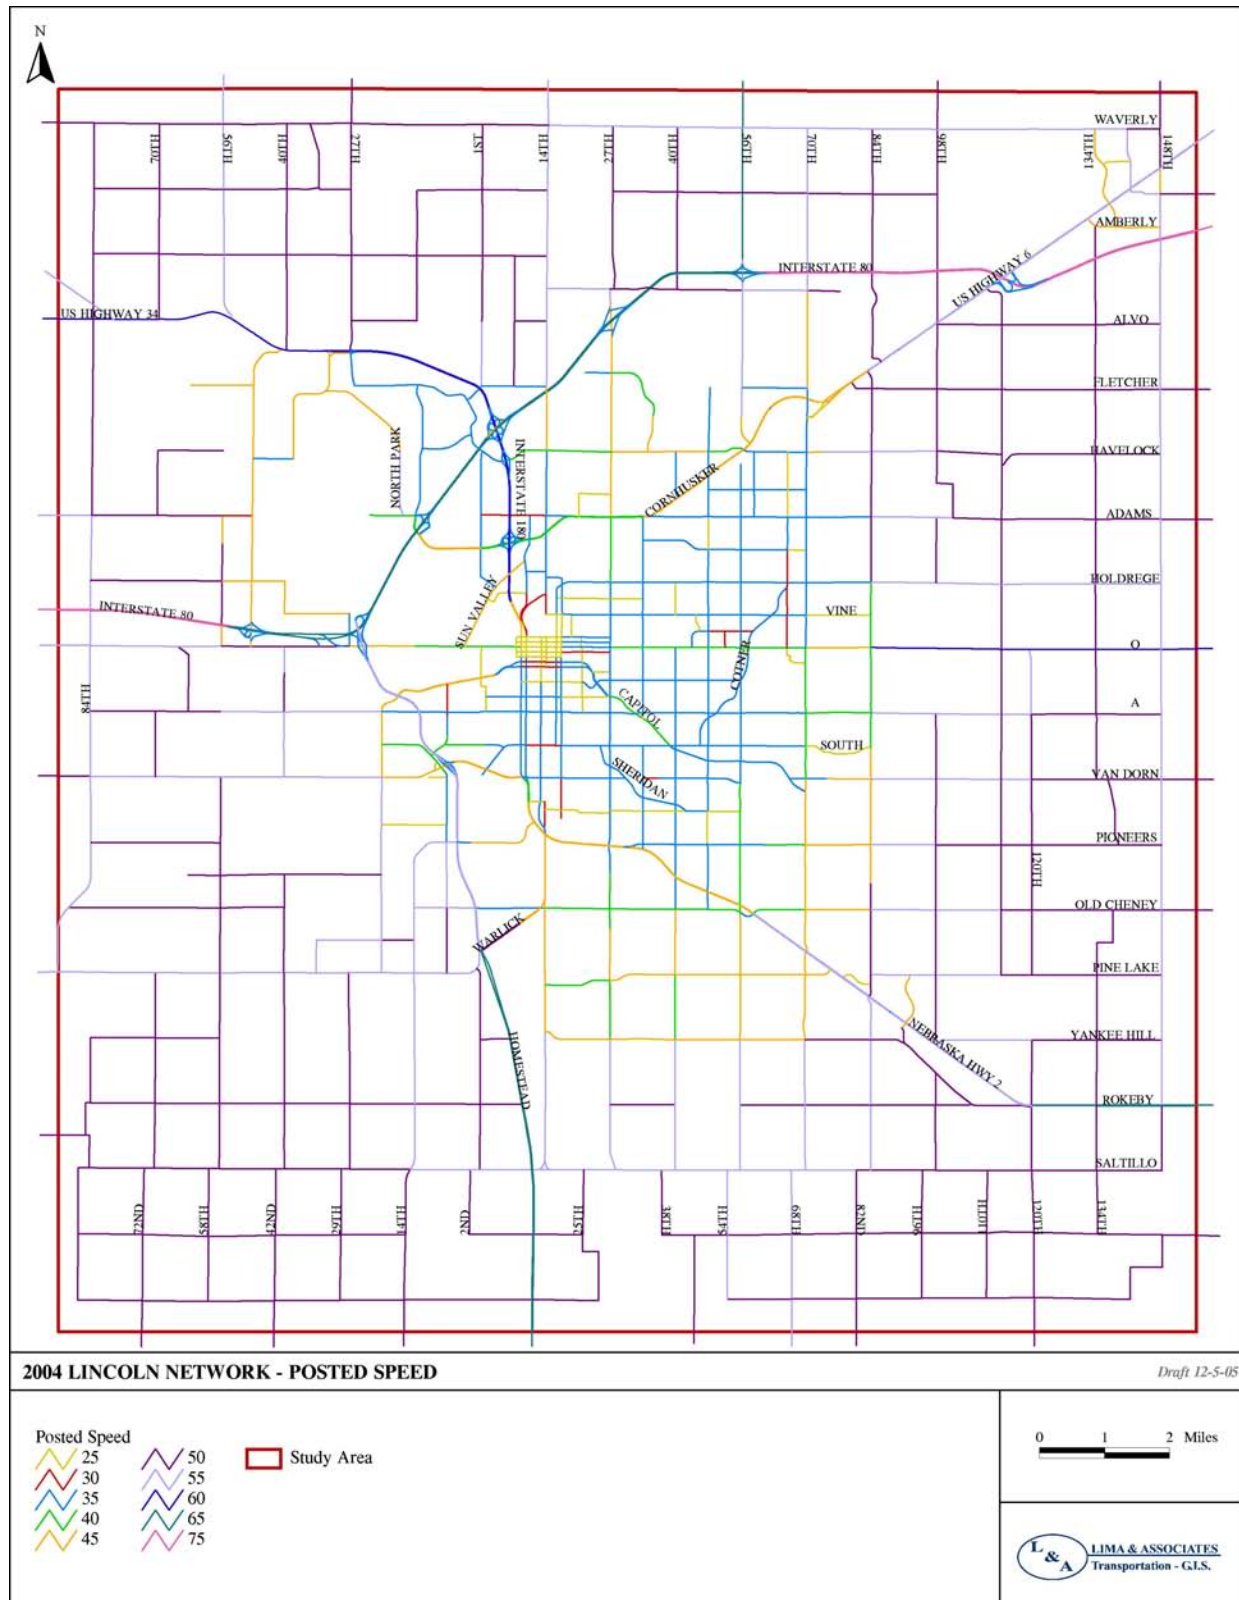 N
WAVERLY
70TH
56TH
40TH
27TH
1ST
14TH
27TH
40TH
56TH
70TH
84TH
98TH
134TH
148TH
AMBERLY
INTERSTATE 80
US HIGHWAY 6
US HIGHWAY 34
ALVO
FLETCHER
NORTH PARK
INTERSTATE 180
CORNHUSKER
HAVELOCK
ADAMS
SUN VALLEY
HOLDREGE
INTERSTATE 80
VINE
COTNER
O
84TH
CAPITOL
A
SOUTH
SHERIDAN
VAN DORN
PIONEERS
120TH
OLD CHENEY
WARLICK
PINE LAKE
HOMESTEAD
NEBRASKA HWY 2
YANKEE HILL
ROKEBY
SALTILLO
72ND
58TH
42ND
29TH
14TH
2ND
25TH
38TH
54TH
68TH
82ND
96TH
110TH
120TH
134TH
2004 LINCOLN NETWORK - POSTED SPEED
Draft 12-5-05
Posted Speed
25
30
35
40
45
50
55
60
65
75
Study Area
0 1 2 Miles
L & A
LIMA & ASSOCIATES
Transportation - G.I.S.